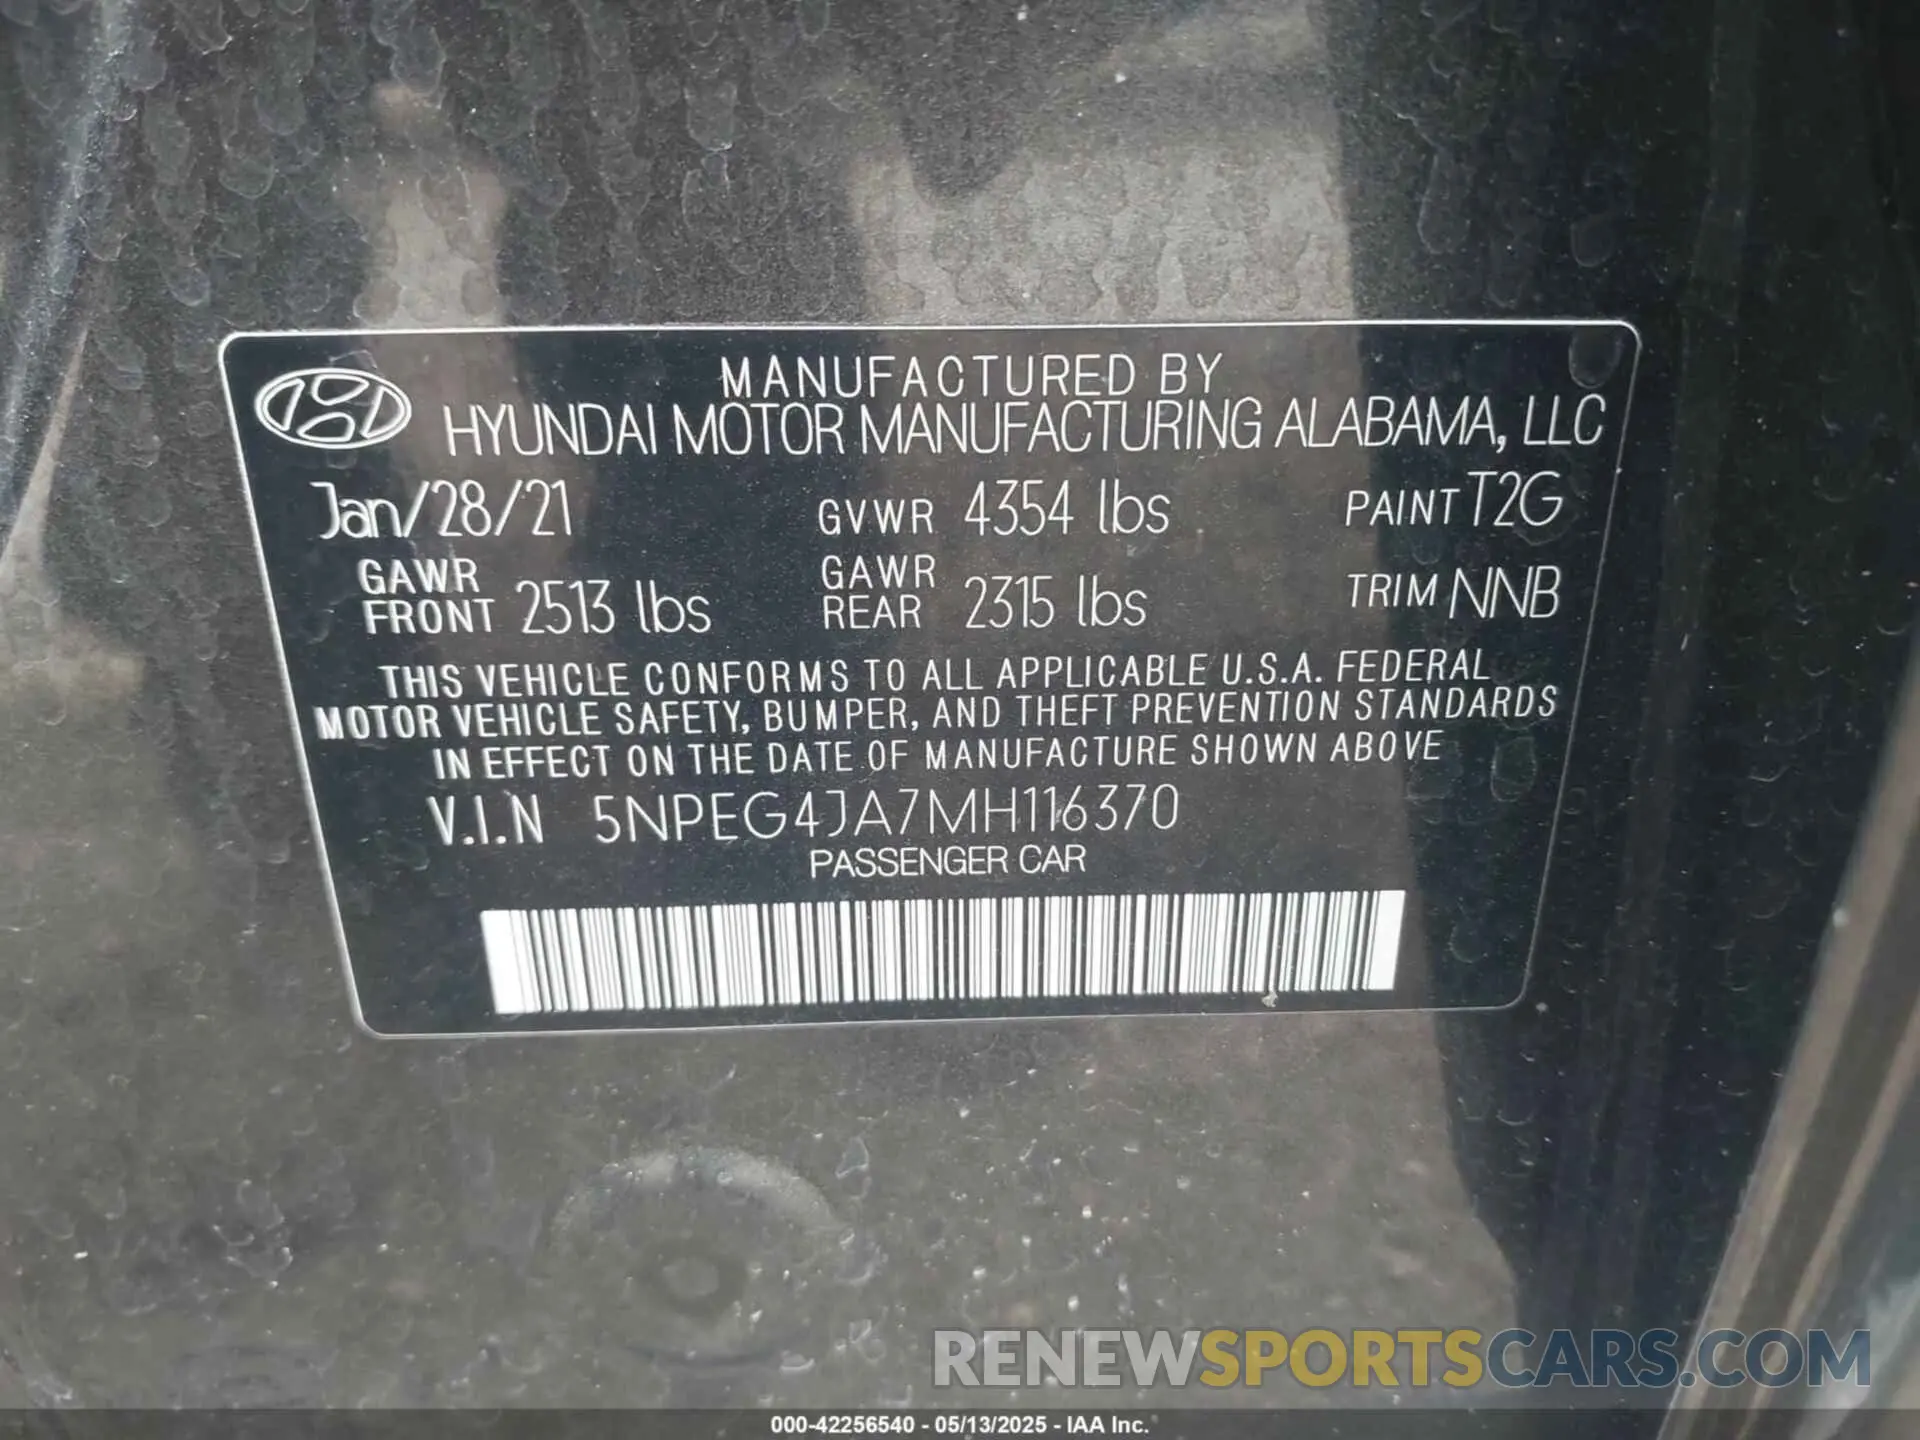 MANUFACTURED BY
HYUNDAI MOTOR MANUFACTURING ALABAMA, LLC
Jan/28/21 GVWR 4354 lbs PAINT T2G
GAWR FRONT 2513 lbs GAWR REAR 2315 lbs TRIM NNB
THIS VEHICLE CONFORMS TO ALL APPLICABLE U.S.A. FEDERAL
MOTOR VEHICLE SAFETY, BUMPER, AND THEFT PREVENTION STANDARDS
IN EFFECT ON THE DATE OF MANUFACTURE SHOWN ABOVE
V.I.N 5NPEG4JA7MH116370
PASSENGER CAR
RENEWSPORTSCARS.COM
000-42256540 - 05/13/2025 - IAA Inc.